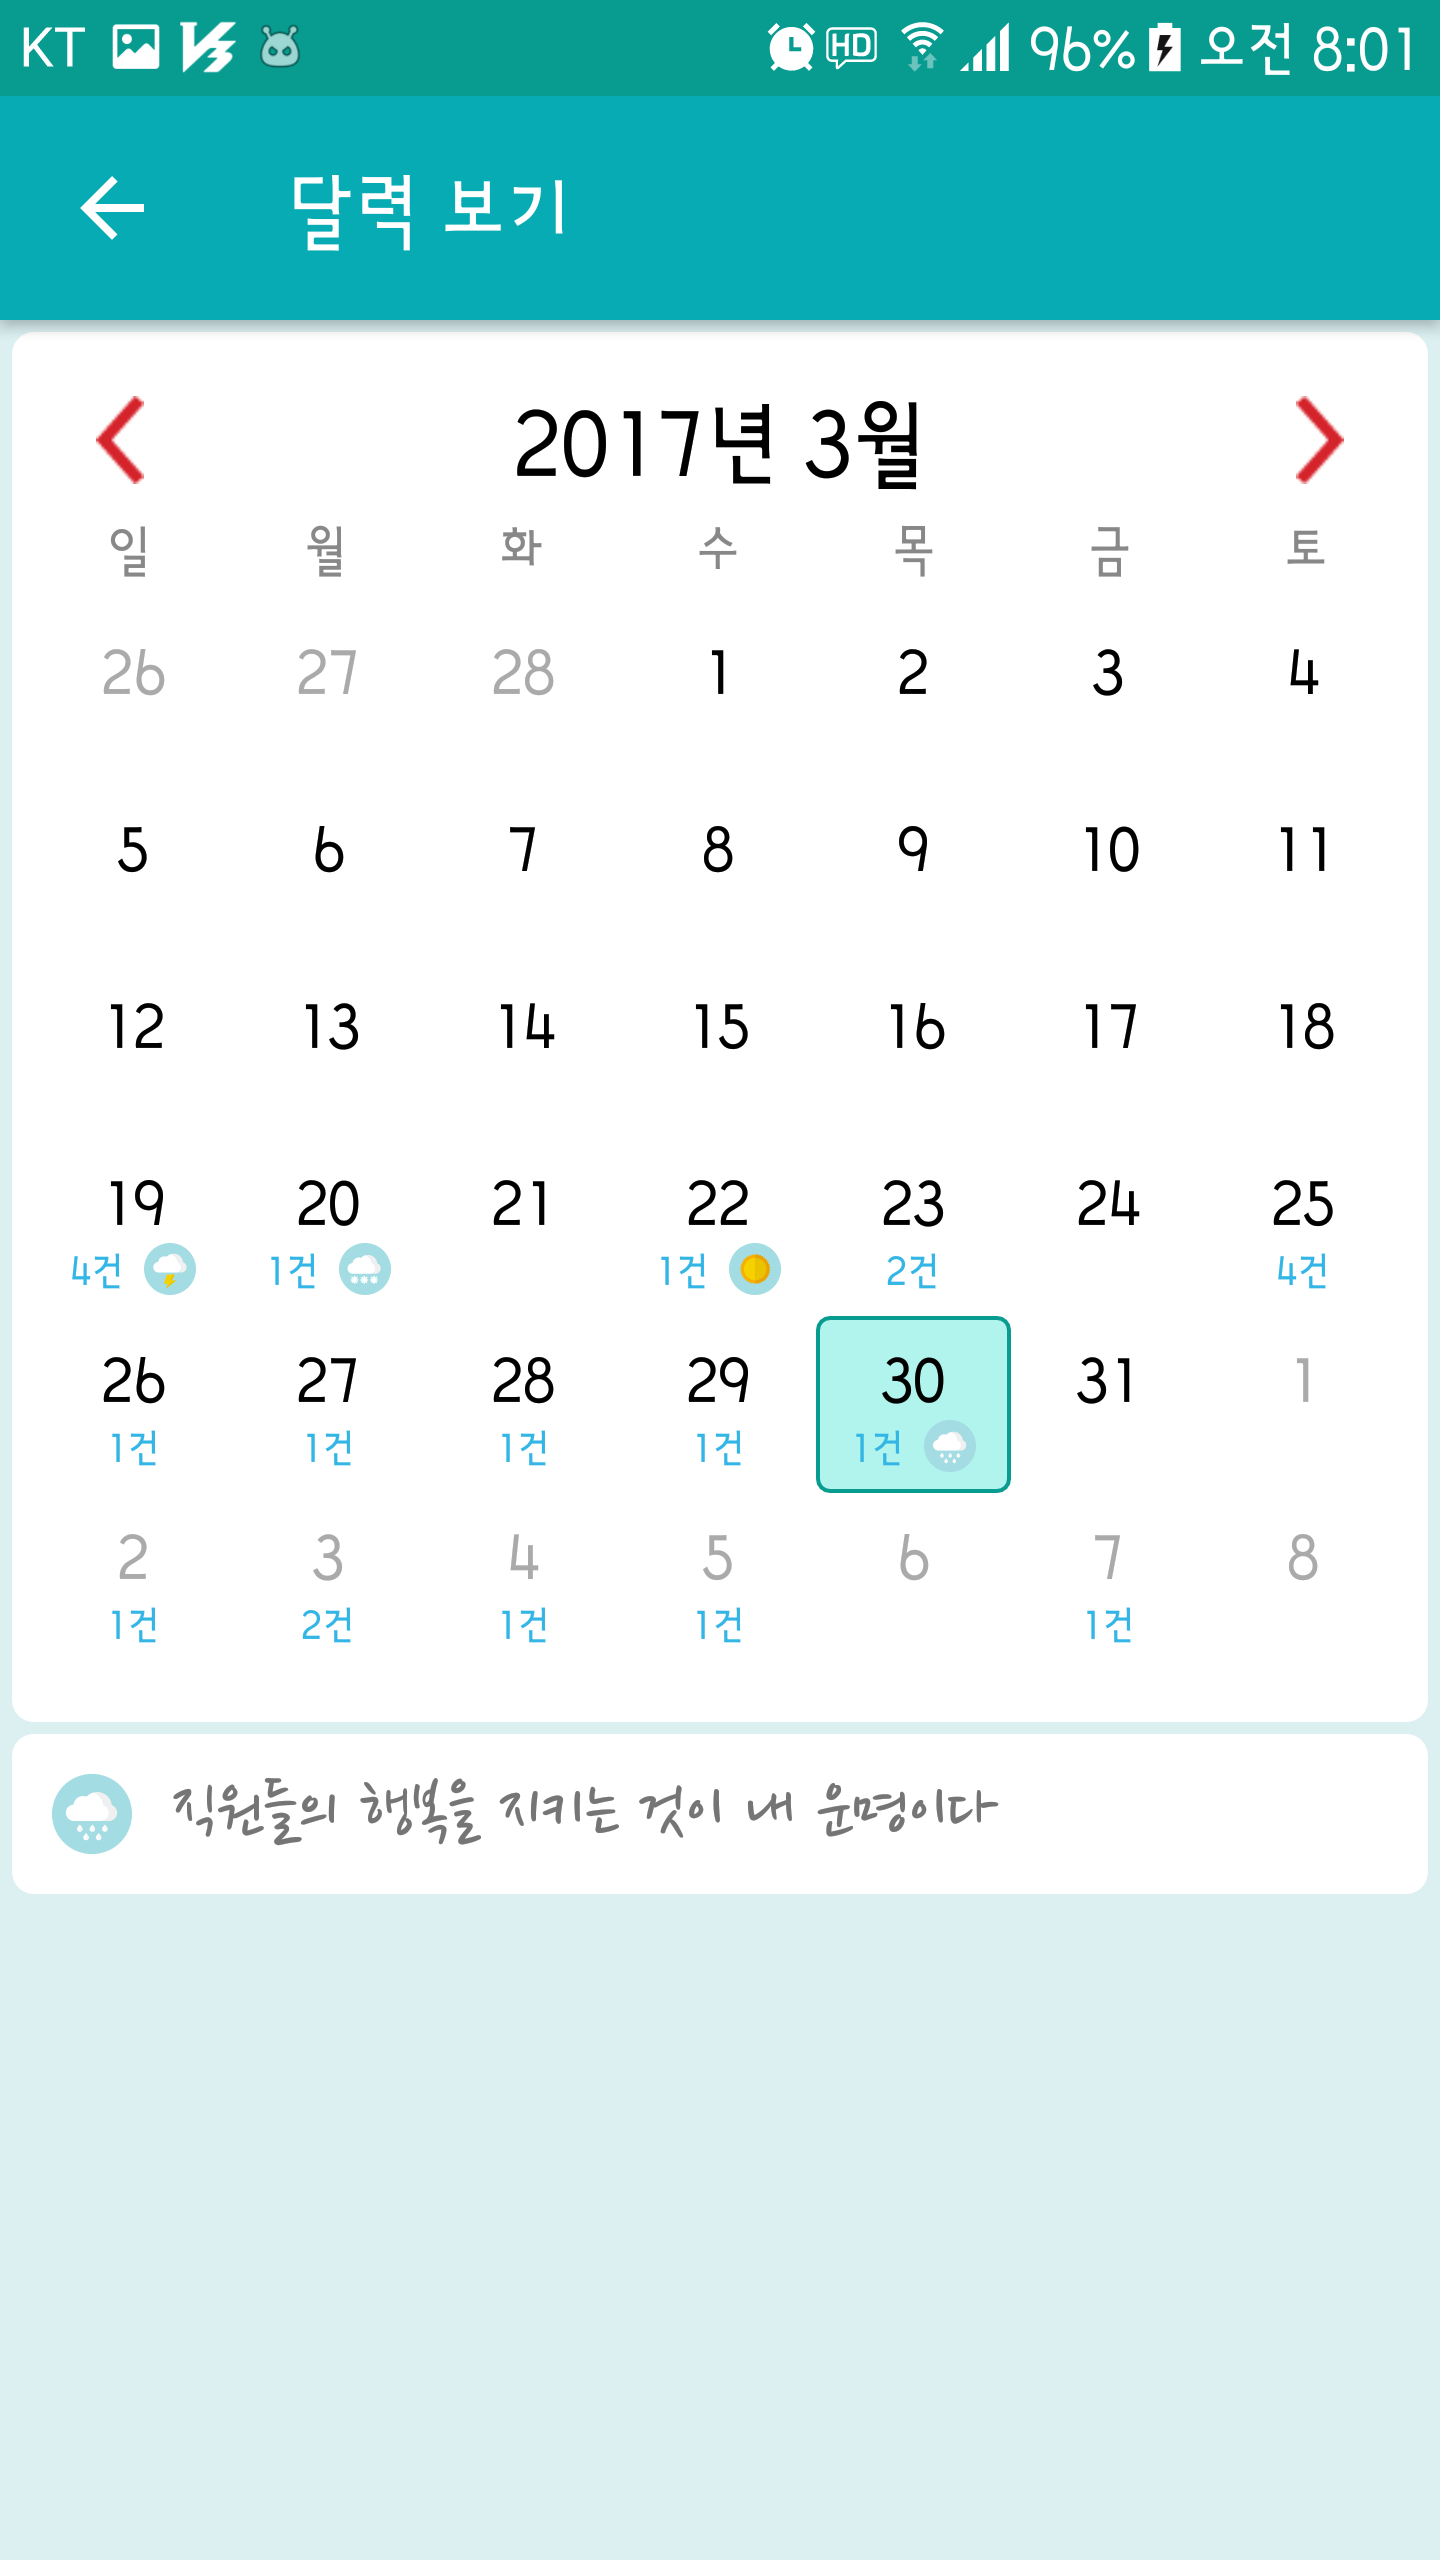 KT HD 96% 오전 8:01
달력 보기
2017년 3월
일 월 화 수 목 금 토
26 27 28 1 2 3 4
5 6 7 8 9 10 11
12 13 14 15 16 17 18
19 20 21 22 23 24 25
4건 1건 1건 2건 4건
26 27 28 29 30 31 1
1건 1건 1건 1건 1건
2 3 4 5 6 7 8
1건 2건 1건 1건 1건
직원들의 행복을 지키는 것이 내 운명이다